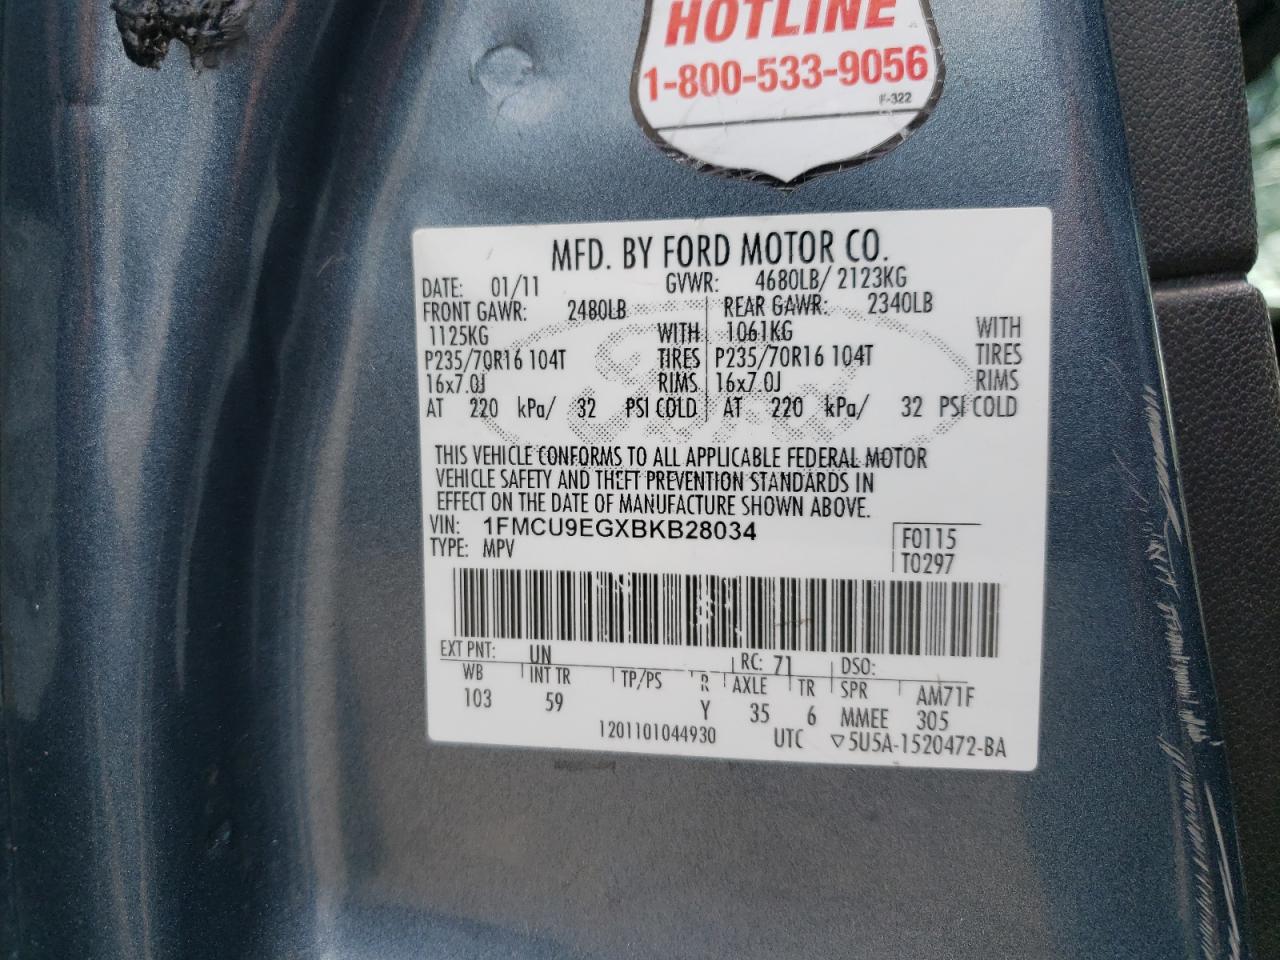 HOTLINE
1-800-533-9056
F-322
MFD. BY FORD MOTOR CO.
DATE: 01/11 GVWR: 4680LB/ 2123KG
FRONT GAWR: 2480LB REAR GAWR: 2340LB
1125KG WITH 1061KG WITH
P235/70R16 104T TIRES P235/70R16 104T TIRES
16x7.0J RIMS 16x7.0J RIMS
AT 220 kPa/ 32 PSI COLD AT 220 kPa/ 32 PSI COLD
THIS VEHICLE CONFORMS TO ALL APPLICABLE FEDERAL MOTOR
VEHICLE SAFETY AND THEFT PREVENTION STANDARDS IN
EFFECT ON THE DATE OF MANUFACTURE SHOWN ABOVE.
VIN: 1FMCU9EGXBKB28034 F0115
TYPE: MPV T0297
EXT PNT: UN RC: 71 DSO:
WB INT TR TP/PS R AXLE TR SPR AM71F
103 59 Y 35 6 MMEE 305
1201101044930 UTC ▽5U5A-1520472-BA